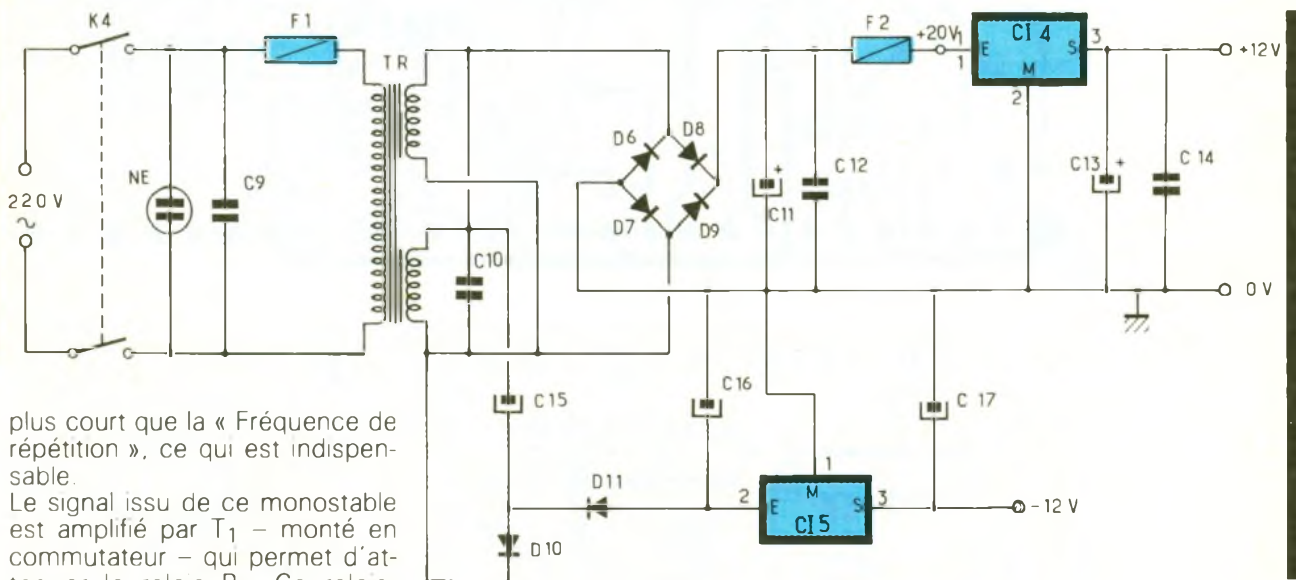 K4
F1
TR
F2
+20V
1
1
E
CI 4
M
S
3
2
+12V
220V
~
NE
C9
C10
D6
D8
D7
D9
+
C11
C12
C13
+
C14
0 V
C15
C16
C17
D11
D10
2
E
1
M
CI5
S
3
-12 V
plus court que la « Fréquence de
répétition », ce qui est indispen-
sable.
Le signal issu de ce monostable
est amplifié par T1 – monté en
commutateur – qui permet d'at-